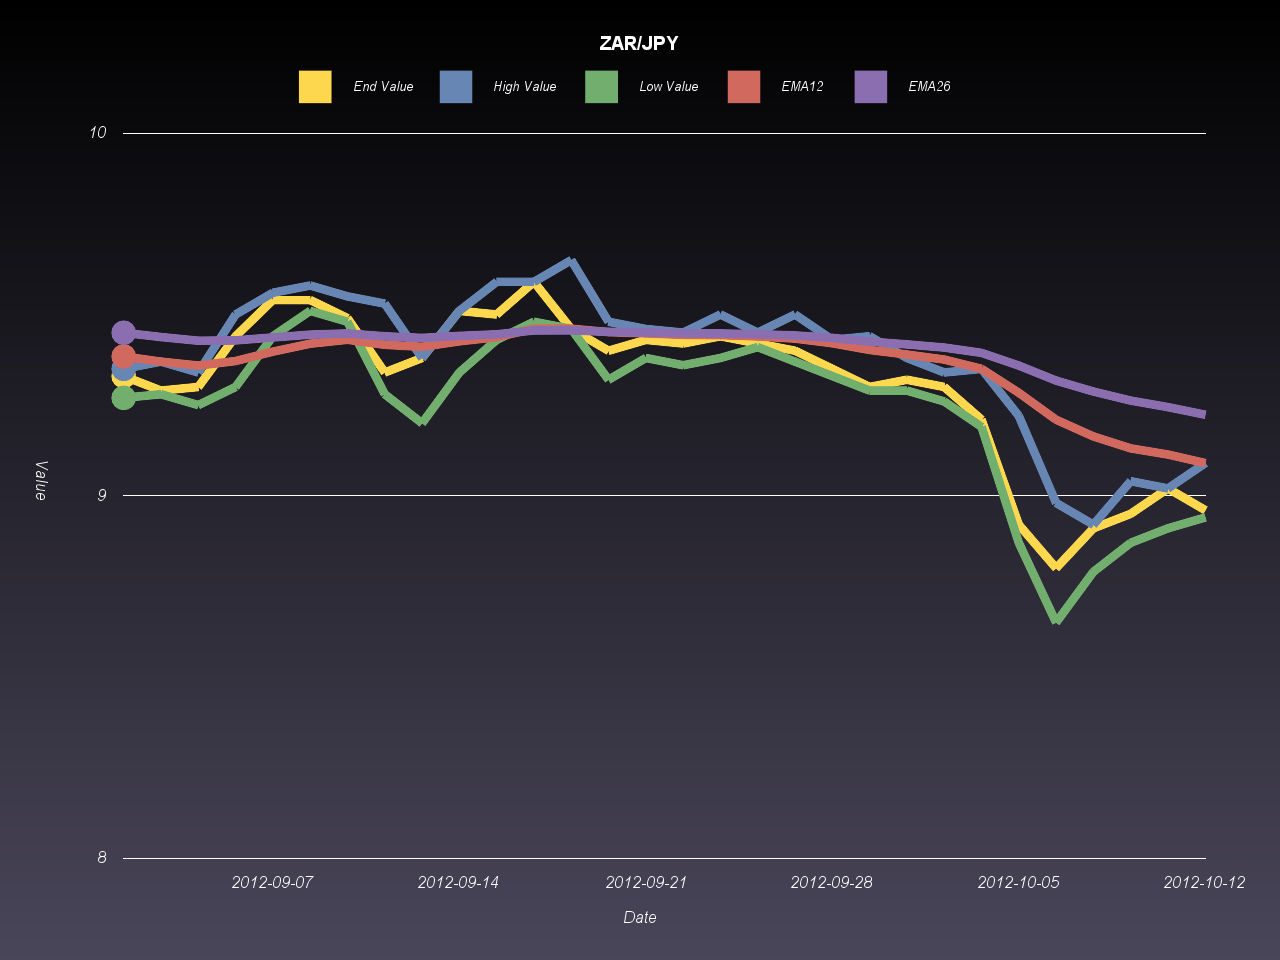 ZAR/JPY
End Value High Value Low Value EMA12 EMA26
10
9
8
Value
2012-09-07 2012-09-14 2012-09-21 2012-09-28 2012-10-05 2012-10-12
Date